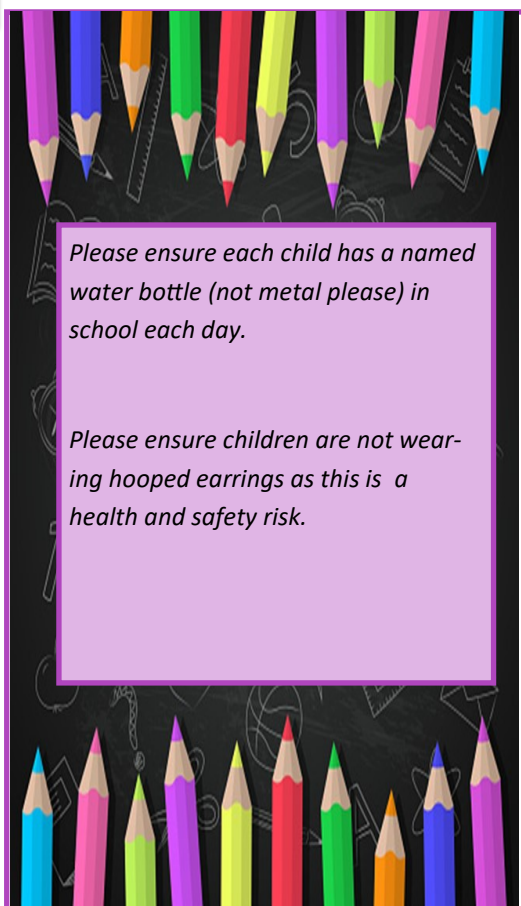 Please ensure each child has a named
water bottle (not metal please) in
school each day.
Please ensure children are not wear-
ing hooped earrings as this is  a
health and safety risk.